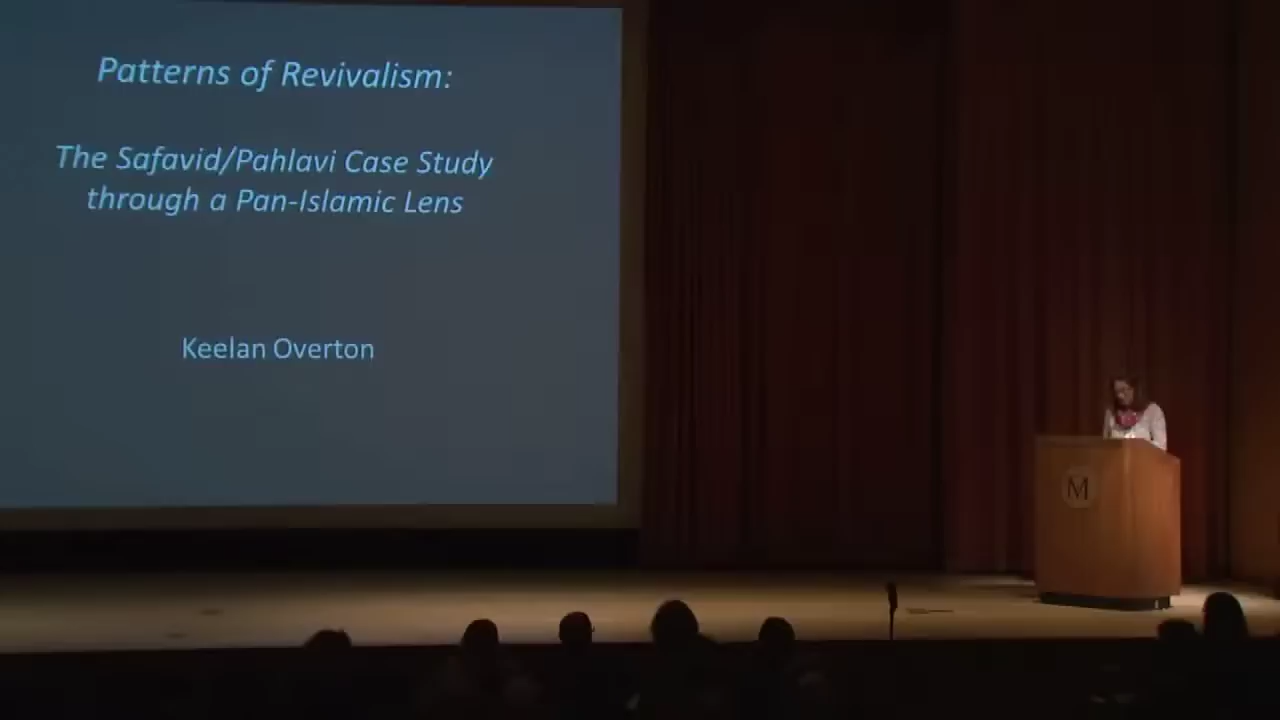 Patterns of Revivalism:
The Safavid/Pahlavi Case Study
through a Pan-Islamic Lens
Keelan Overton
M